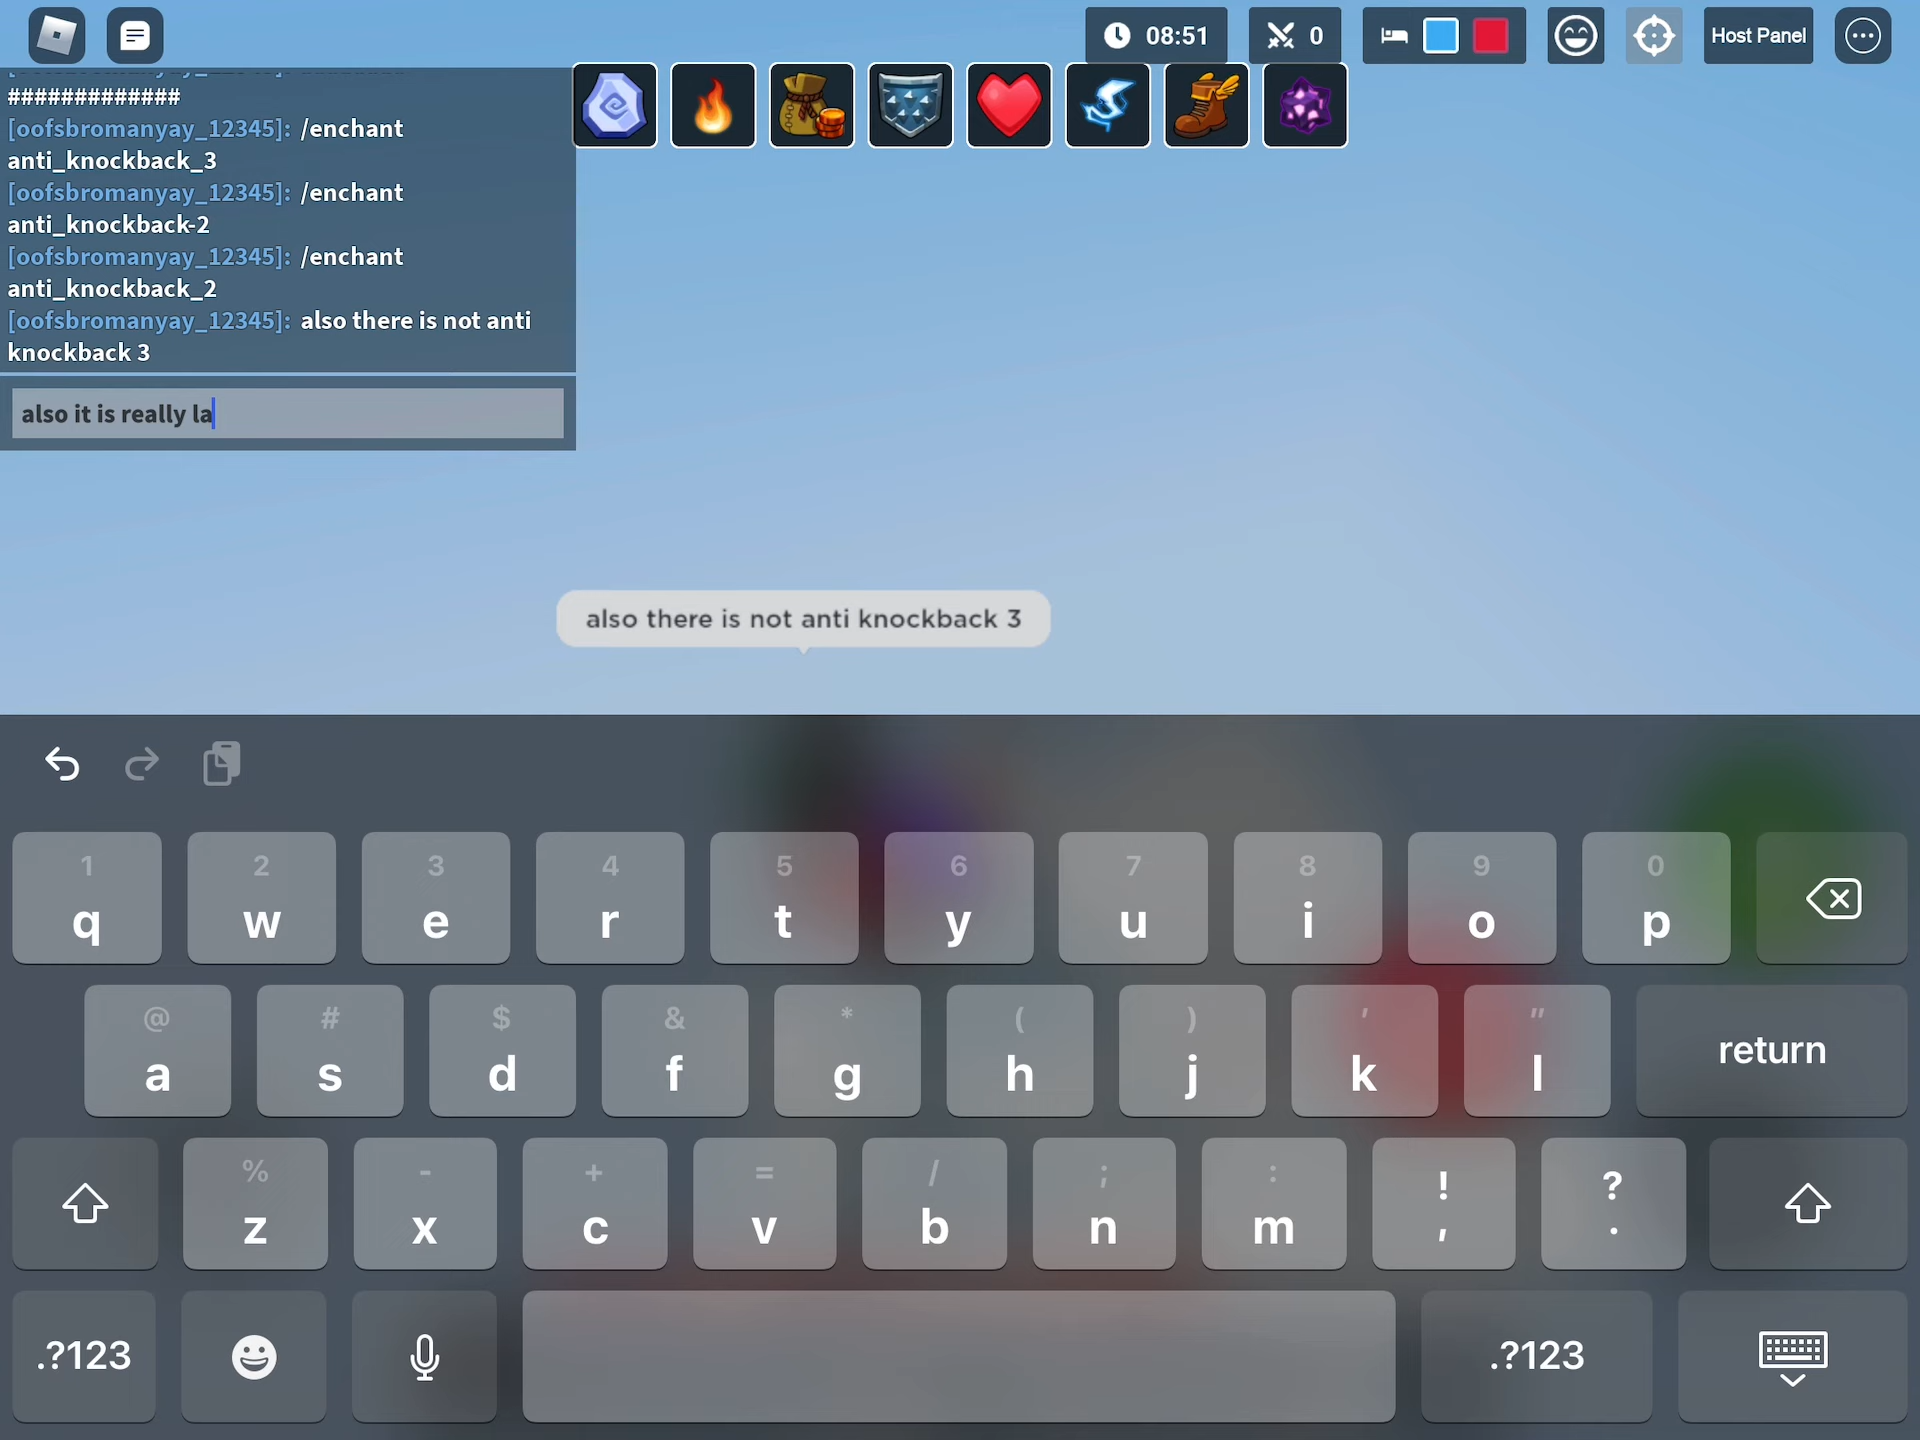 08:51
0
Host Panel
#############
[oofsbromanyay_12345]: /enchant
anti_knockback_3
[oofsbromanyay_12345]: /enchant
anti_knockback-2
[oofsbromanyay_12345]: /enchant
anti_knockback_2
[oofsbromanyay_12345]: also there is not anti
knockback 3
also it is really la
also there is not anti knockback 3
1 2 3 4 5 6 7 8 9 0
q w e r t y u i o p
@ # $ & * ( ) ' "
a s d f g h j k l return
% - + = / ; : ! ?
z x c v b n m , .
.?123 .?123